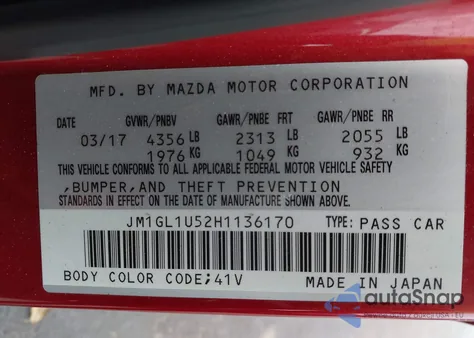 MFD. BY MAZDA MOTOR CORPORATION
GVWR/PNBV GAWR/PNBE FRT GAWR/PNBE RR
03/17 4356 LB 2313 LB 2055 LB
1976 KG 1049 KG 932 KG
THIS VEHICLE CONFORMS TO ALL APPLICABLE FEDERAL MOTOR VEHICLE SAFETY
,BUMPER,AND THEFT PREVENTION
STANDARDS IN EFFECT ON THE DATE OF MANUFACTURE SHOWN ABOVE.
JM1GL1U52H1136170 TYPE: PASS CAR
BODY COLOR CODE;41V MADE IN JAPAN
autoSnap